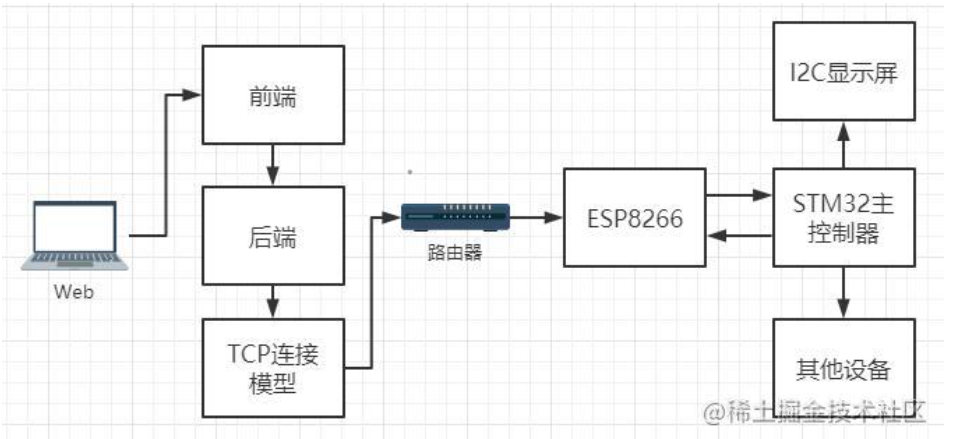 Web
前端
后端
TCP连接
模型
路由器
ESP8266
I2C显示屏
STM32主
控制器
其他设备
@稀土掘金技术社区